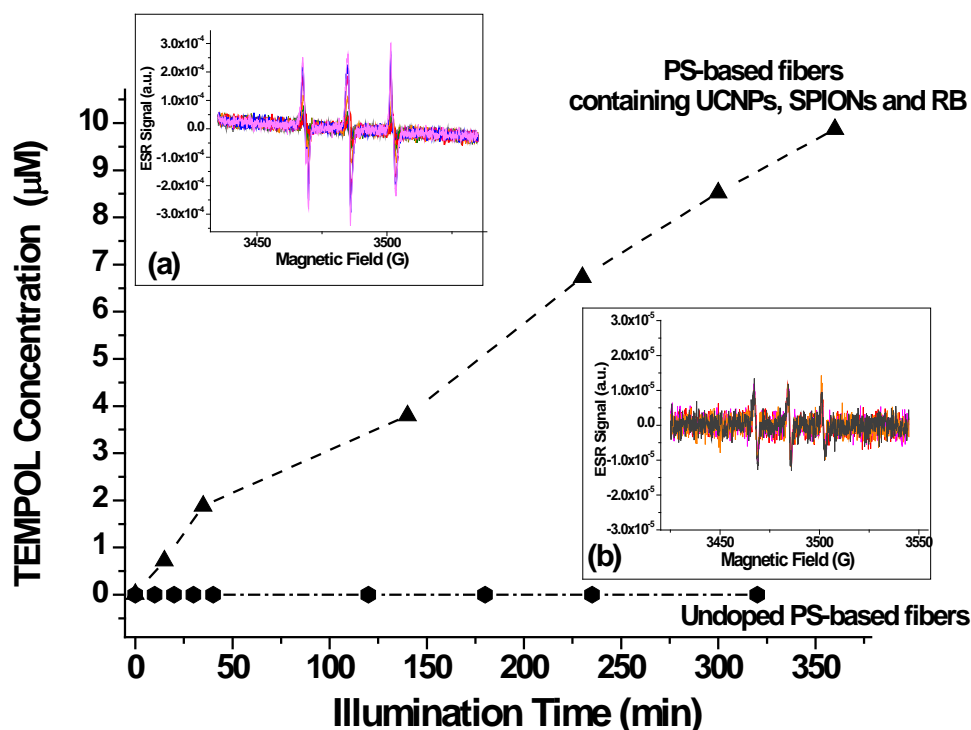 3.0x10-4
2.0x10-4
1.0x10-4
0.0
-1.0x10-4
-2.0x10-4
-3.0x10-4
ESR Signal (a.u.)
3450
3500
Magnetic Field (G)
(a)
PS-based fibers
containing UCNPs, SPIONs and RB
10
9
8
7
6
5
4
3
2
1
0
TEMPOL Concentration (μM)
3.0x10-5
2.0x10-5
1.0x10-5
0.0
-1.0x10-5
-2.0x10-5
-3.0x10-5
ESR Signal (a.u.)
3450
3500
3550
Magnetic Field (G)
(b)
Undoped PS-based fibers
0
50
100
150
200
250
300
350
Illumination Time (min)